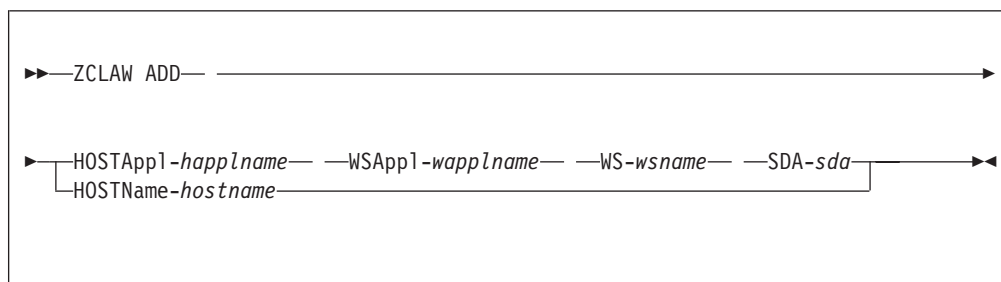 ZCLAW ADD
HOSTAppl-happlname WSAppl-wapplname WS-wsname SDA-sda
HOSTName-hostname